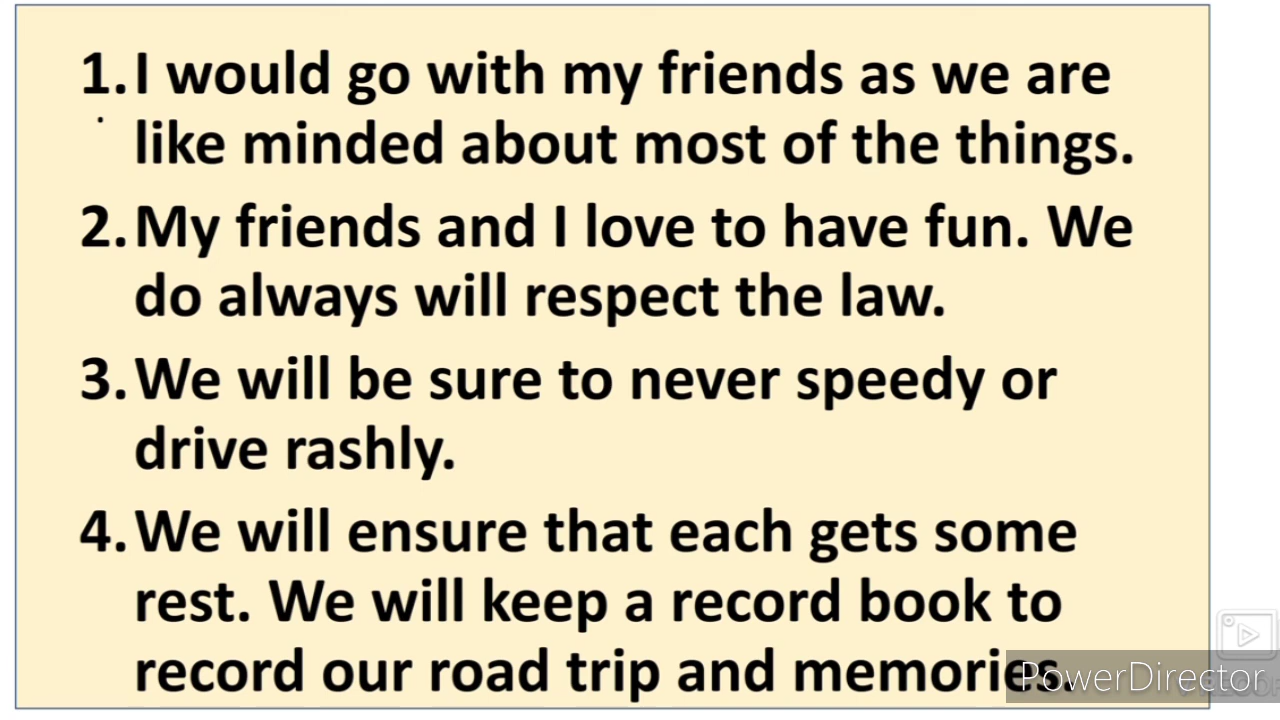 1. I would go with my friends as we are
like minded about most of the things.
2. My friends and I love to have fun. We
do always will respect the law.
3. We will be sure to never speedy or
drive rashly.
4. We will ensure that each gets some
rest. We will keep a record book to
record our road trip and memories.
PowerDirector